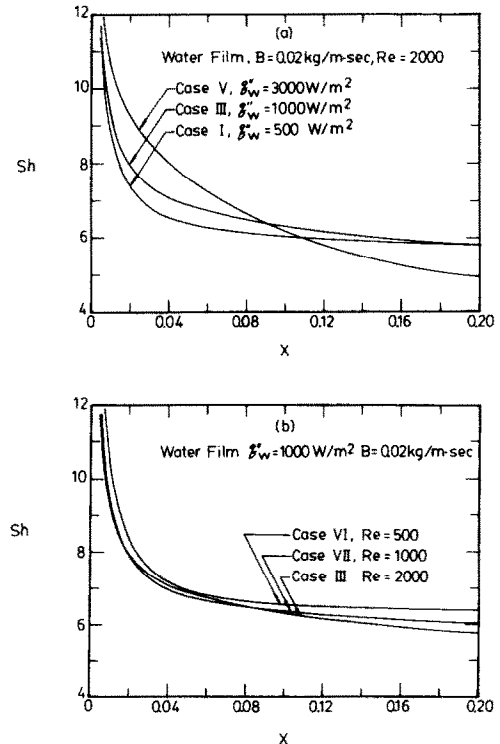 (a)
Water Film, B=0.02kg/m-sec, Re=2000
Case V, q″w=3000W/m²
Case III, q″w=1000W/m²
Case I, q″w=500 W/m²
Sh
12
10
8
6
4
0
0.04
0.08
0.12
0.16
0.20
X
(b)
Water Film q″w=1000W/m² B=0.02kg/m-sec
Case VI, Re=500
Case VII, Re=1000
Case III Re=2000
Sh
12
10
8
6
4
0
0.04
0.08
0.12
0.16
0.20
X